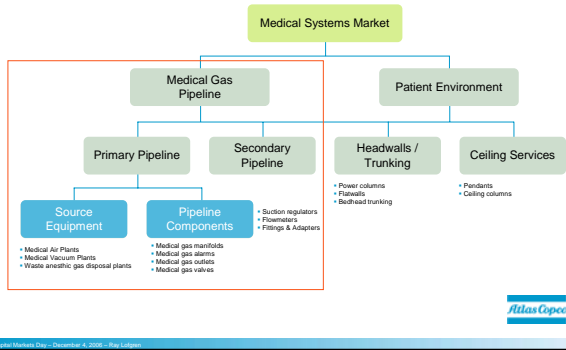 Medical Systems Market
Medical Gas
Pipeline
Patient Environment
Primary Pipeline
Secondary
Pipeline
Headwalls /
Trunking
Ceiling Services
• Power columns
• Flatwalls
• Bedhead trunking
• Pendants
• Ceiling columns
Source
Equipment
Pipeline
Components
• Suction regulators
• Flowmeters
• Fittings & Adapters
• Medical Air Plants
• Medical Vacuum Plants
• Waste anesthic gas disposal plants
• Medical gas manifolds
• Medical gas alarms
• Medical gas outlets
• Medical gas valves
Atlas Copco
pital Markets Day – December 4, 2006 – Ray Lofgren